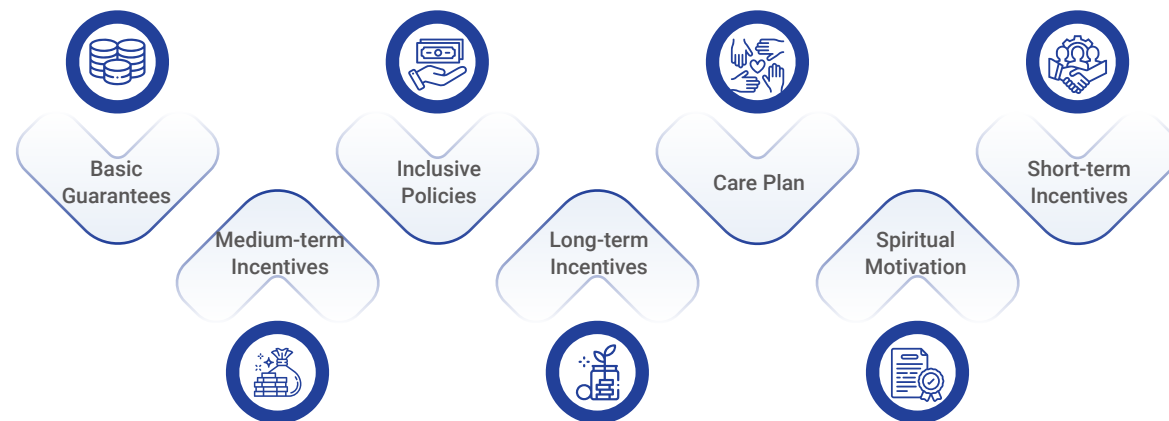 Basic
Guarantees
Medium-term
Incentives
Inclusive
Policies
Long-term
Incentives
Care Plan
Spiritual
Motivation
Short-term
Incentives